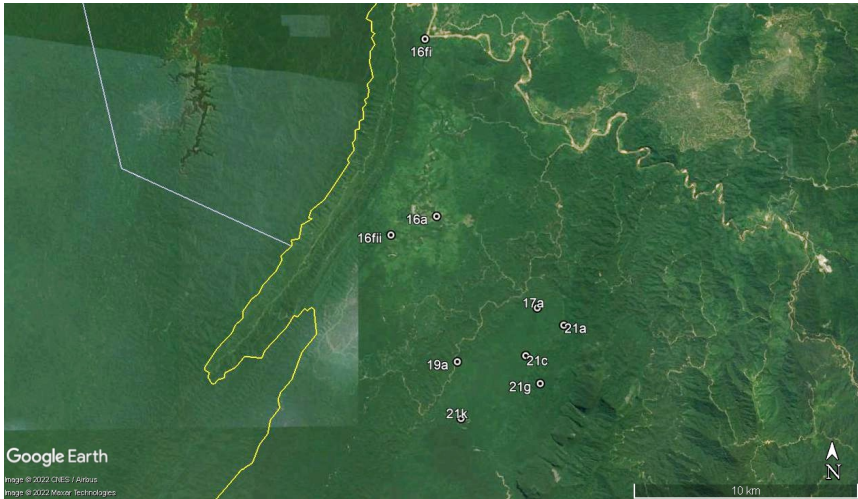 16fi
16a
16fii
17a
21a
21c
19a
21g
21k
Google Earth
Image © 2022 CNES / Airbus
Image © 2022 Maxar Technologies
N
10 km